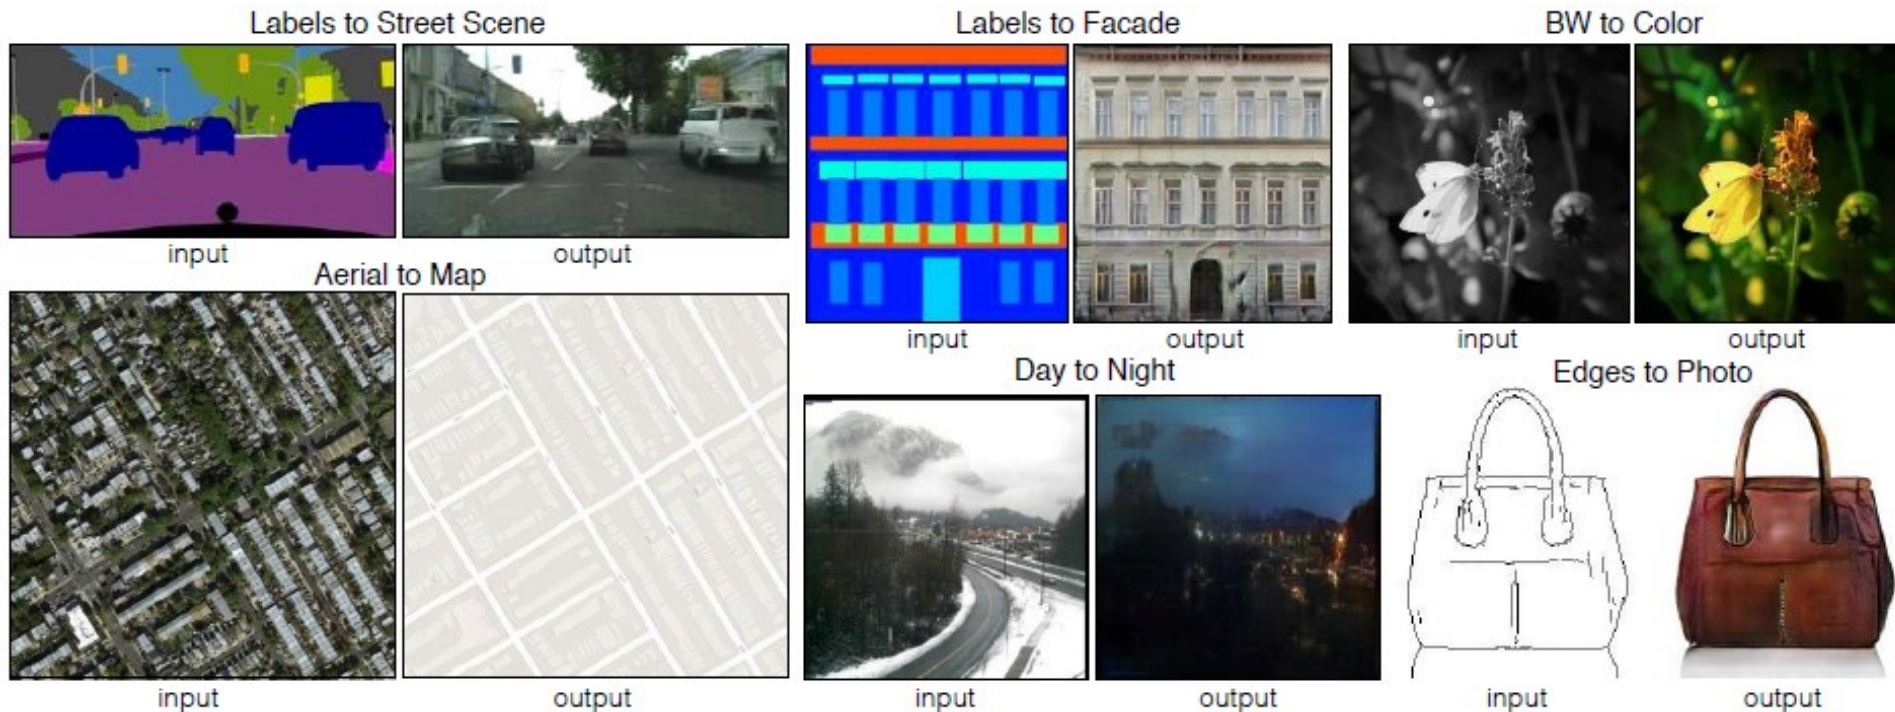 Labels to Street Scene
input
output
Aerial to Map
input
output
Labels to Facade
input
output
BW to Color
input
output
Day to Night
input
output
Edges to Photo
input
output